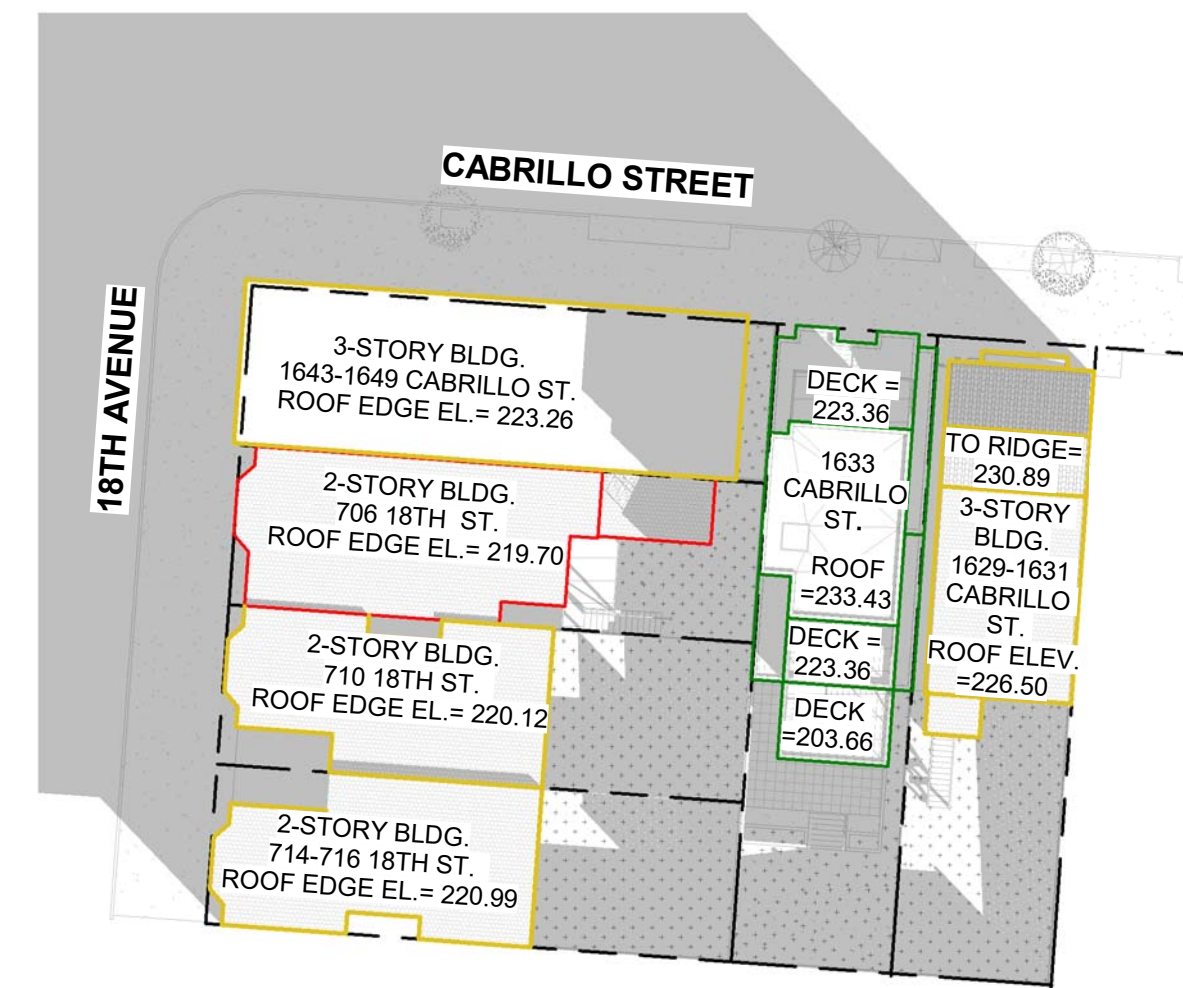 CABRILLO STREET
18TH AVENUE
3-STORY BLDG.
1643-1649 CABRILLO ST.
ROOF EDGE EL.= 223.26
2-STORY BLDG.
706 18TH ST.
ROOF EDGE EL.= 219.70
2-STORY BLDG.
710 18TH ST.
ROOF EDGE EL.= 220.12
2-STORY BLDG.
714-716 18TH ST.
ROOF EDGE EL.= 220.99
DECK =
223.36
1633
CABRILLO
ST.
ROOF
=233.43
DECK =
223.36
DECK
=203.66
TO RIDGE=
230.89
3-STORY
BLDG.
1629-1631
CABRILLO
ST.
ROOF ELEV.
=226.50